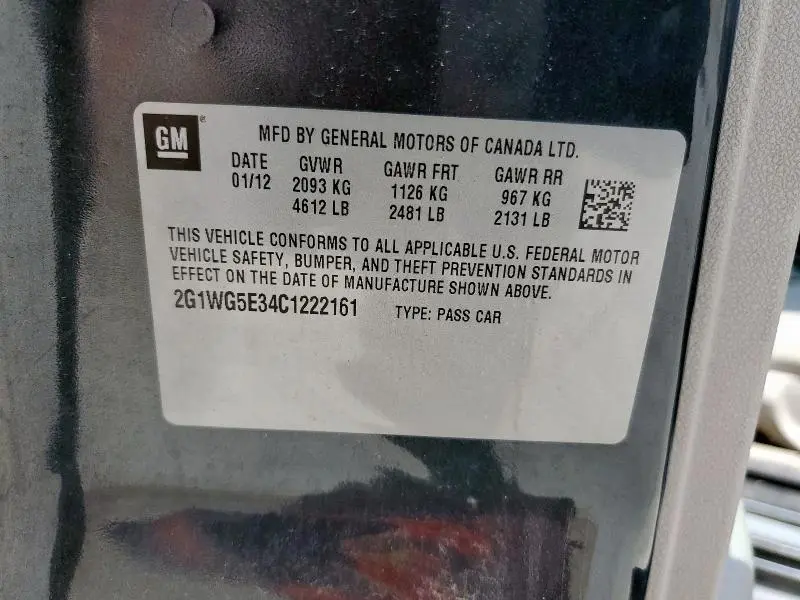 GM
MFD BY GENERAL MOTORS OF CANADA LTD.
DATE GVWR GAWR FRT GAWR RR
01/12 2093 KG 1126 KG 967 KG
4612 LB 2481 LB 2131 LB
THIS VEHICLE CONFORMS TO ALL APPLICABLE U.S. FEDERAL MOTOR
VEHICLE SAFETY, BUMPER, AND THEFT PREVENTION STANDARDS IN
EFFECT ON THE DATE OF MANUFACTURE SHOWN ABOVE.
2G1WG5E34C1222161 TYPE: PASS CAR